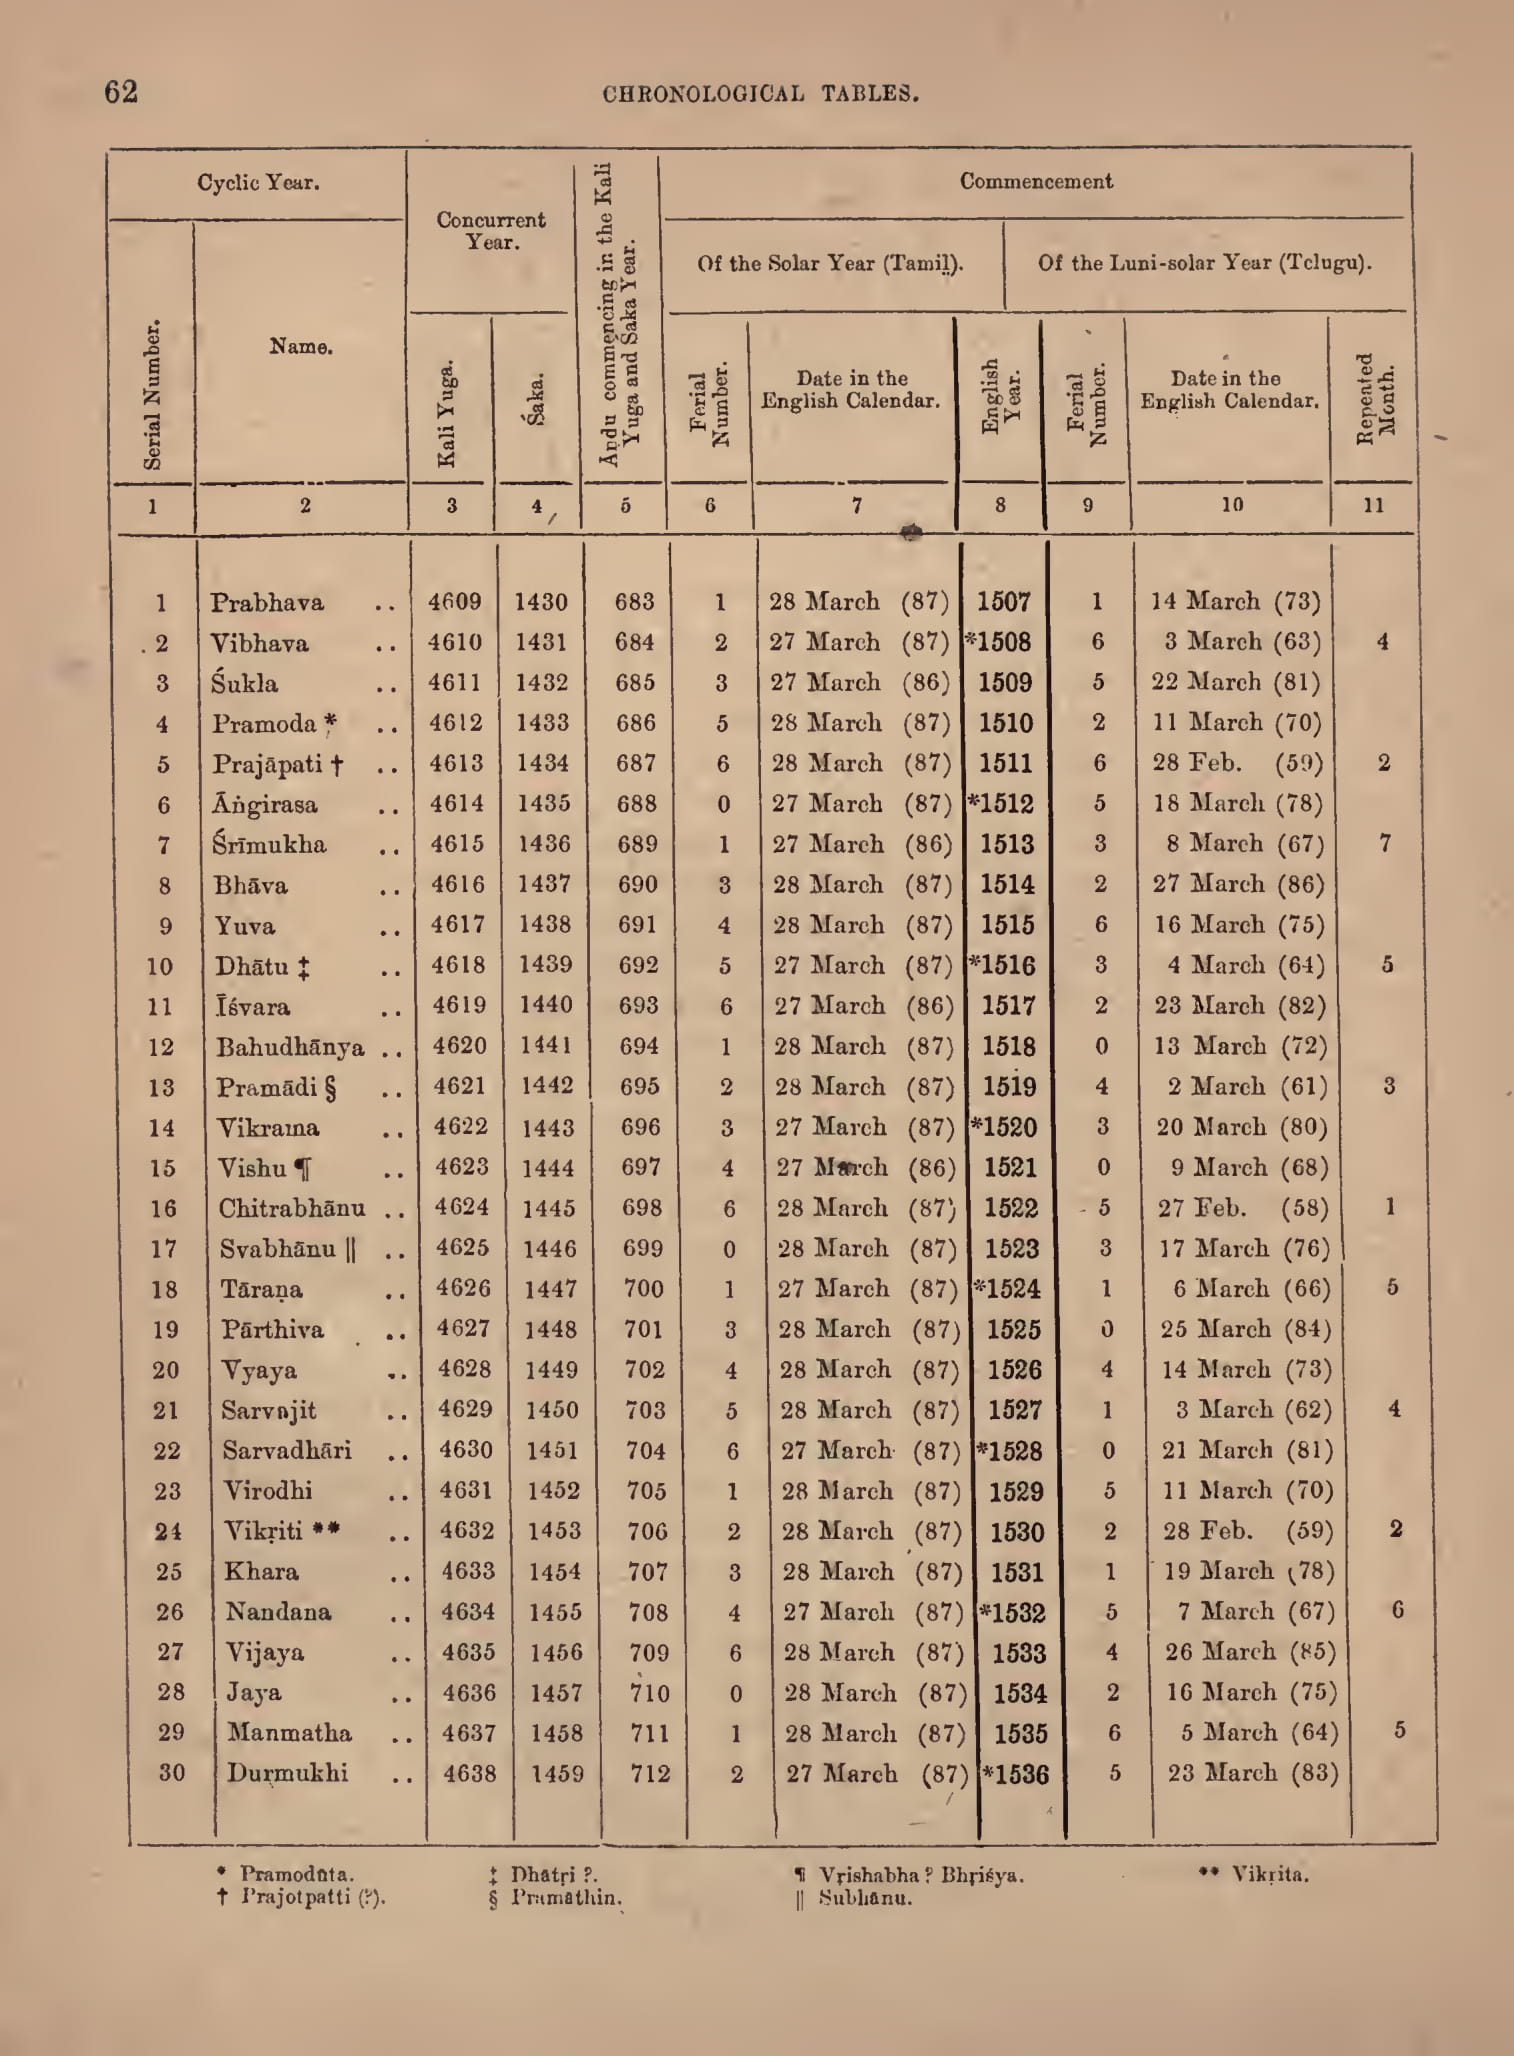 62
CHRONOLOGICAL TABLES.
Cyclic Year.
Concurrent Year.
Āṇḍu commencing in the Kali Yuga and Śaka Year.
Commencement
Of the Solar Year (Tamiḻ).
Of the Luni-solar Year (Telugu).
Serial Number.
Name.
Kali Yuga.
Śaka.
Ferial Number.
Date in the English Calendar.
English Year.
Ferial Number.
Date in the English Calendar.
Repeated Month.
1 2 3 4 5 6 7 8 9 10 11
1 Prabhava .. 4609 1430 683 1 28 March (87) 1507 1 14 March (73)
2 Vibhava .. 4610 1431 684 2 27 March (87) *1508 6 3 March (63) 4
3 Śukla .. 4611 1432 685 3 27 March (86) 1509 5 22 March (81)
4 Pramoda * .. 4612 1433 686 5 28 March (87) 1510 2 11 March (70)
5 Prajāpati † .. 4613 1434 687 6 28 March (87) 1511 6 28 Feb. (59) 2
6 Āṅgirasa .. 4614 1435 688 0 27 March (87) *1512 5 18 March (78)
7 Śrīmukha .. 4615 1436 689 1 27 March (86) 1513 3 8 March (67) 7
8 Bhāva .. 4616 1437 690 3 28 March (87) 1514 2 27 March (86)
9 Yuva .. 4617 1438 691 4 28 March (87) 1515 6 16 March (75)
10 Dhātu ‡ .. 4618 1439 692 5 27 March (87) *1516 3 4 March (64) 5
11 Īśvara .. 4619 1440 693 6 27 March (86) 1517 2 23 March (82)
12 Bahudhānya .. 4620 1441 694 1 28 March (87) 1518 0 13 March (72)
13 Pramādi § .. 4621 1442 695 2 28 March (87) 1519 4 2 March (61) 3
14 Vikrama .. 4622 1443 696 3 27 March (87) *1520 3 20 March (80)
15 Vishu ¶ .. 4623 1444 697 4 27 March (86) 1521 0 9 March (68)
16 Chitrabhānu .. 4624 1445 698 6 28 March (87) 1522 5 27 Feb. (58) 1
17 Svabhānu || .. 4625 1446 699 0 28 March (87) 1523 3 17 March (76)
18 Tāraṇa .. 4626 1447 700 1 27 March (87) *1524 1 6 March (66) 5
19 Pārthiva .. 4627 1448 701 3 28 March (87) 1525 0 25 March (84)
20 Vyaya .. 4628 1449 702 4 28 March (87) 1526 4 14 March (73)
21 Sarvajit .. 4629 1450 703 5 28 March (87) 1527 1 3 March (62) 4
22 Sarvadhāri .. 4630 1451 704 6 27 March (87) *1528 0 21 March (81)
23 Virodhi .. 4631 1452 705 1 28 March (87) 1529 5 11 March (70)
24 Vikṛiti ** .. 4632 1453 706 2 28 March (87) 1530 2 28 Feb. (59) 2
25 Khara .. 4633 1454 707 3 28 March (87) 1531 1 19 March (78)
26 Nandana .. 4634 1455 708 4 27 March (87) *1532 5 7 March (67) 6
27 Vijaya .. 4635 1456 709 6 28 March (87) 1533 4 26 March (85)
28 Jaya .. 4636 1457 710 0 28 March (87) 1534 2 16 March (75)
29 Manmatha .. 4637 1458 711 1 28 March (87) 1535 6 5 March (64) 5
30 Durmukhi .. 4638 1459 712 2 27 March (87) *1536 5 23 March (83)
* Pramodūta. ‡ Dhātṛi ?. ¶ Vṛishabha ? Bhṛiśya. ** Vikṛita.
† Prajotpatti (?). § Pramāthin. || Subhānu.